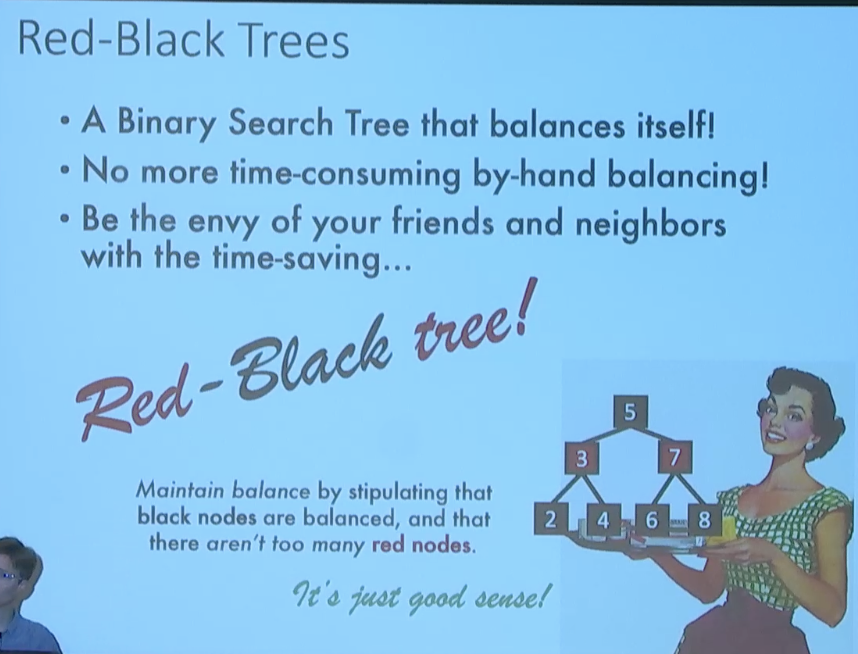 Red-Black Trees
• A Binary Search Tree that balances itself!
• No more time-consuming by-hand balancing!
• Be the envy of your friends and neighbors
with the time-saving...
Red-Black tree!
5
3 7
2 4 6 8
Maintain balance by stipulating that
black nodes are balanced, and that
there aren't too many red nodes.
It's just good sense!